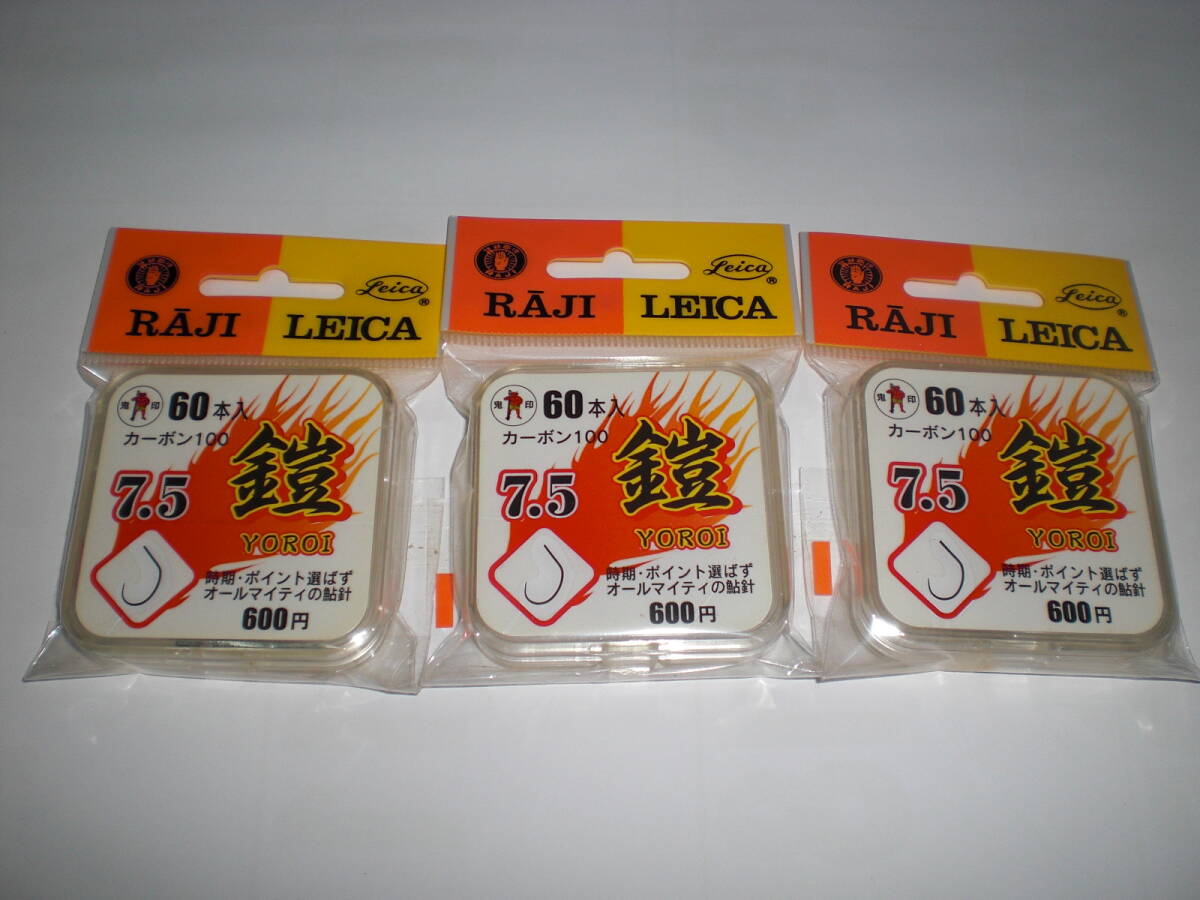 Leica®
RĀJI LEICA
鬼印 60本入
カーボン100
鎧
7.5
YOROI
時期・ポイント選ばず
オールマイティの鮎針
600円
Leica®
RĀJI LEICA
鬼印 60本入
カーボン100
鎧
7.5
YOROI
時期・ポイント選ばず
オールマイティの鮎針
600円
Leica®
RĀJI LEICA
鬼印 60本入
カーボン100
鎧
7.5
YOROI
時期・ポイント選ばず
オールマイティの鮎針
600円